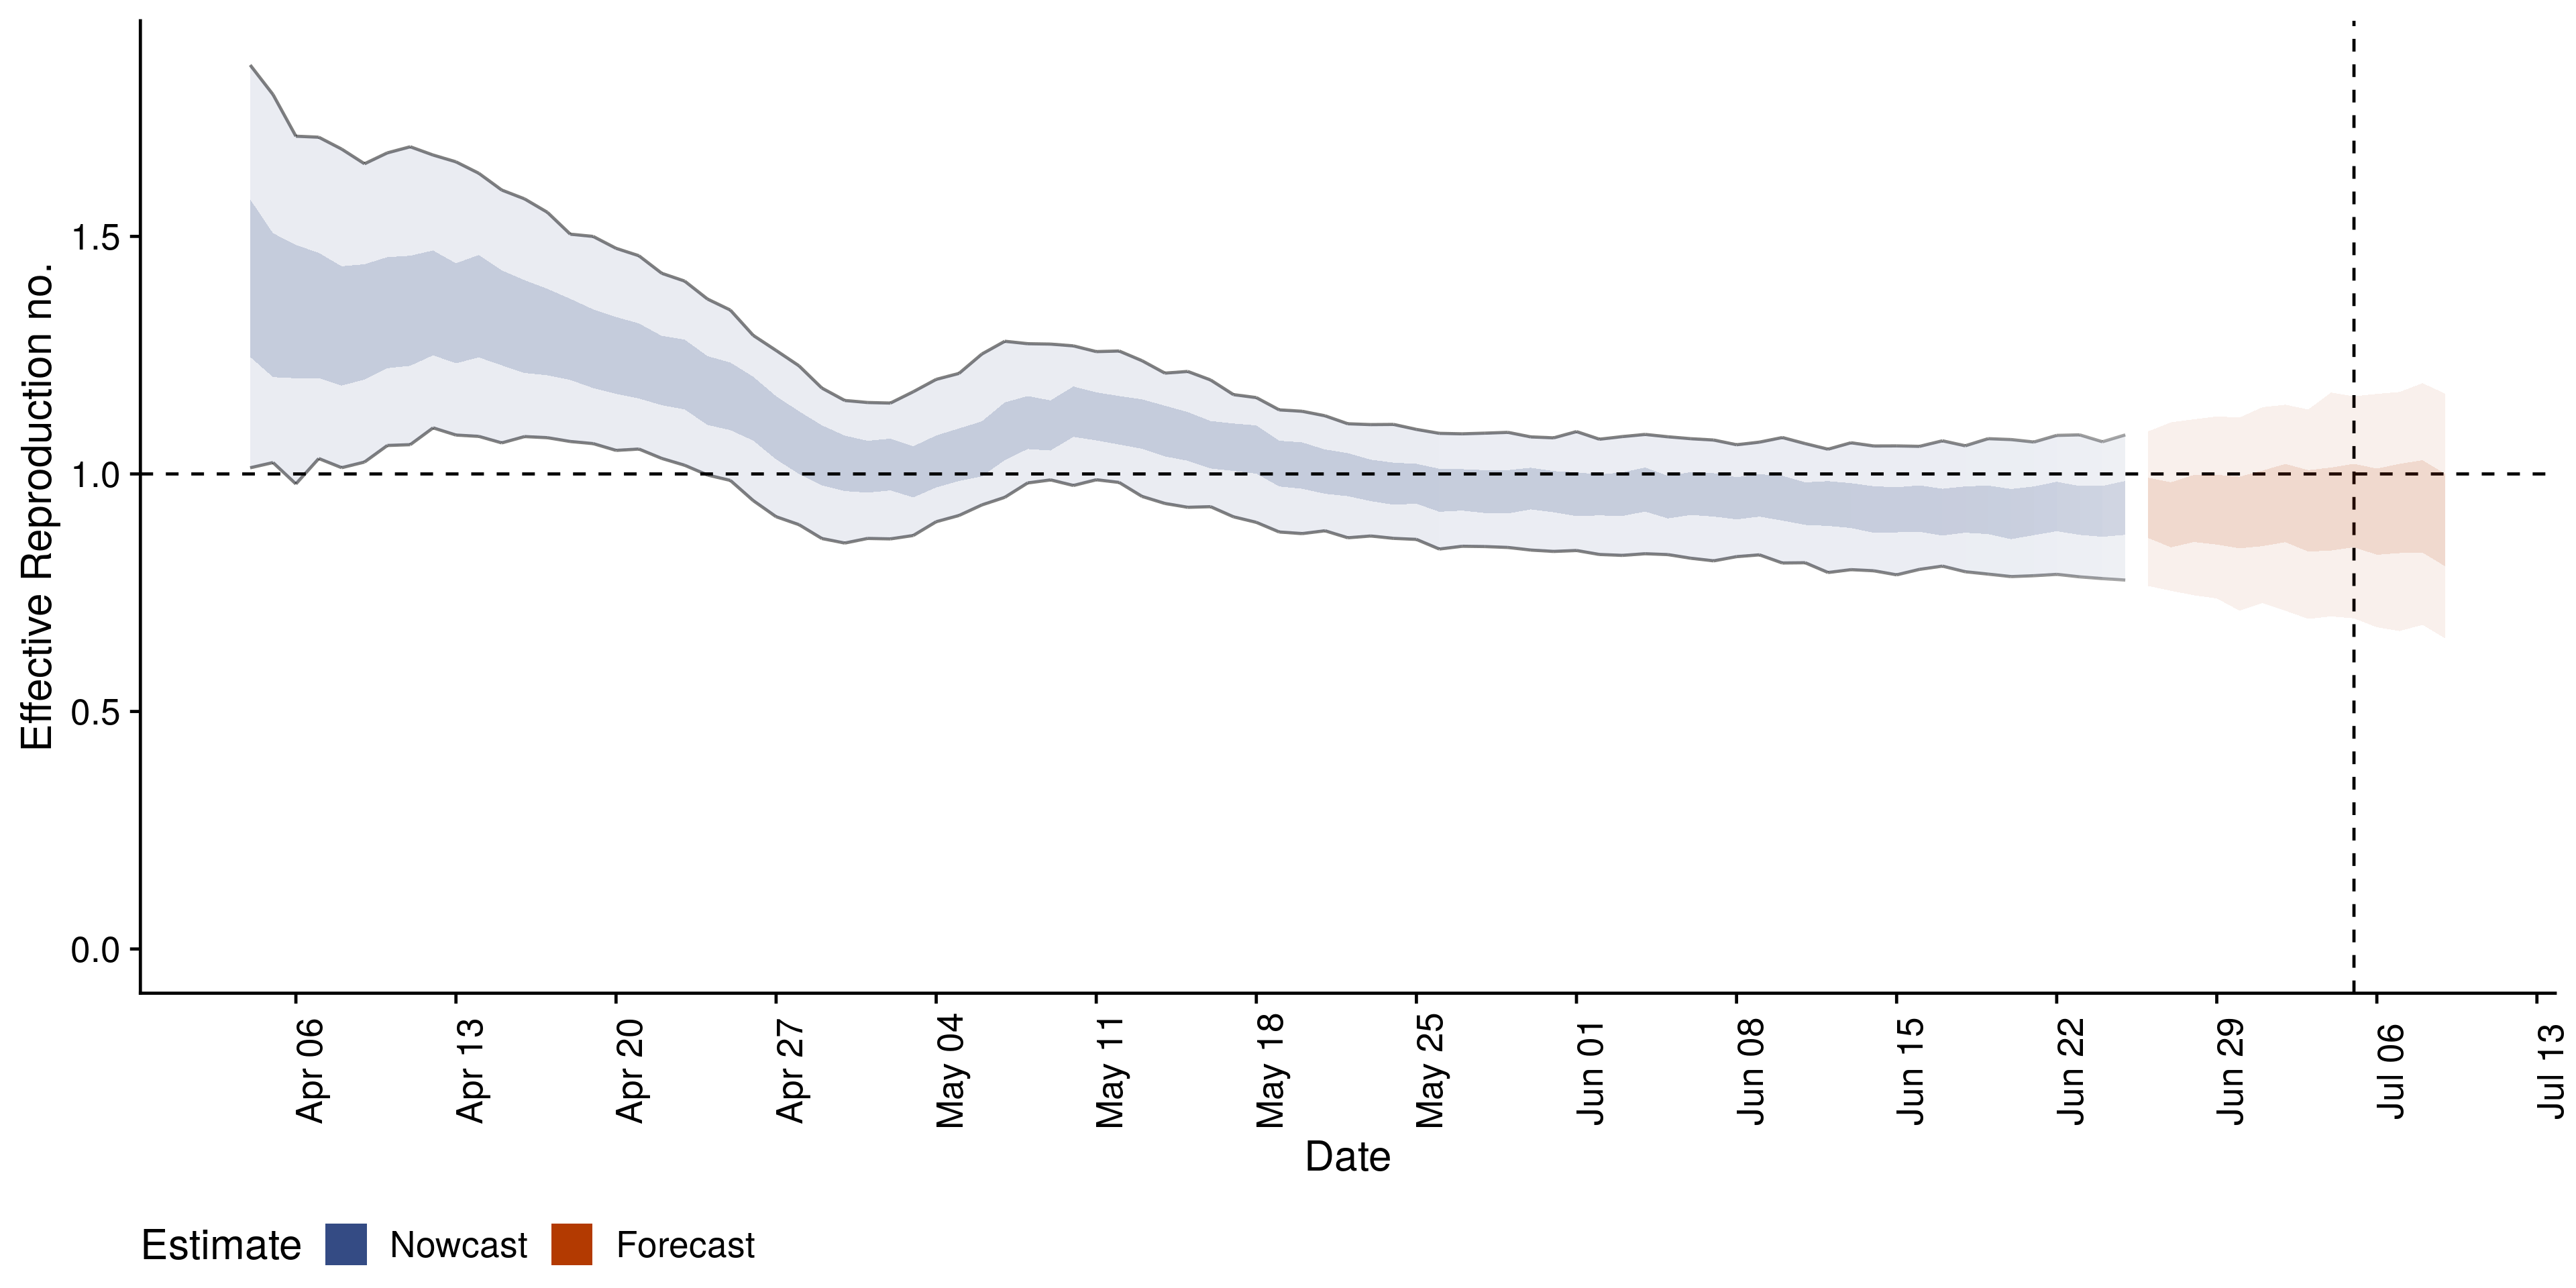 Effective Reproduction no.
1.5
1.0
0.5
0.0
Apr 06
Apr 13
Apr 20
Apr 27
May 04
May 11
May 18
May 25
Jun 01
Jun 08
Jun 15
Jun 22
Jun 29
Jul 06
Jul 13
Date
Estimate Nowcast Forecast